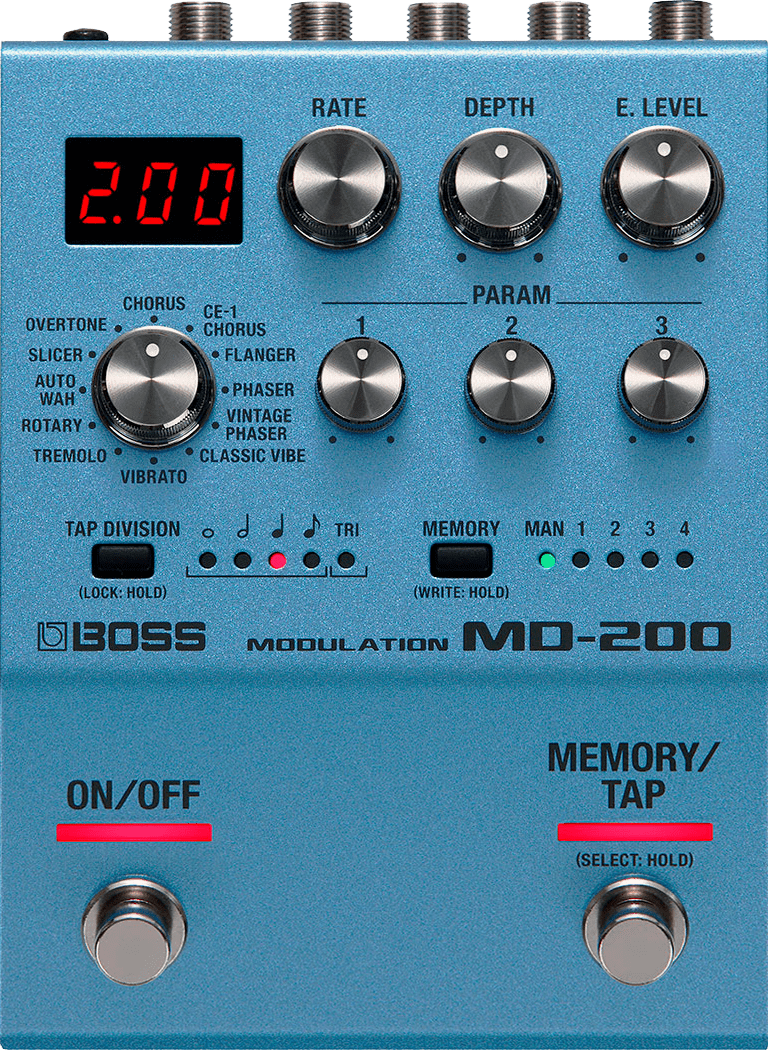 RATE
DEPTH
E. LEVEL
2.00
PARAM
1
2
3
CHORUS
CE-1
CHORUS
FLANGER
PHASER
VINTAGE
PHASER
CLASSIC VIBE
VIBRATO
TREMOLO
ROTARY
AUTO
WAH
SLICER
OVERTONE
TAP DIVISION
TRI
(LOCK: HOLD)
MEMORY
MAN 1 2 3 4
(WRITE: HOLD)
BOSS
MODULATION MD-200
ON/OFF
MEMORY/
TAP
(SELECT: HOLD)